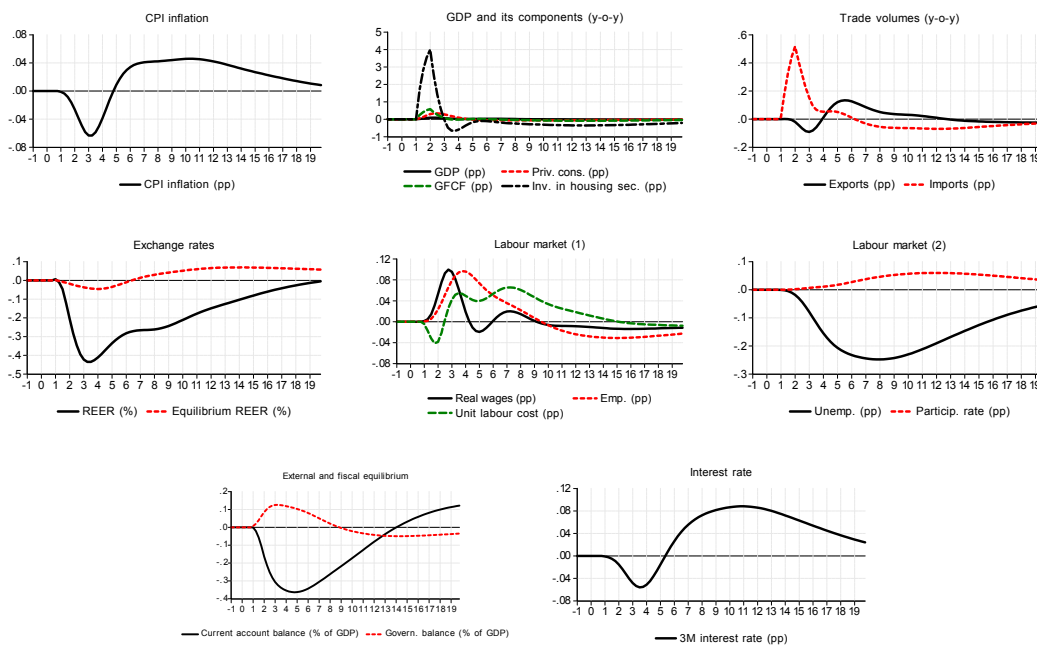 CPI inflation
.08
.04
.00
-.04
-.08
-1 0 1 2 3 4 5 6 7 8 9 10 11 12 13 14 15 16 17 18 19
CPI inflation (pp)
GDP and its components (y-o-y)
5
4
3
2
1
0
-1
-1 0 1 2 3 4 5 6 7 8 9 10 11 12 13 14 15 16 17 18 19
GDP (pp) Priv. cons. (pp)
GFCF (pp) Inv. in housing sec. (pp)
Trade volumes (y-o-y)
.6
.4
.2
.0
-.2
-1 0 1 2 3 4 5 6 7 8 9 10 11 12 13 14 15 16 17 18 19
Exports (pp) Imports (pp)
Exchange rates
.1
.0
-.1
-.2
-.3
-.4
-.5
-1 0 1 2 3 4 5 6 7 8 9 10 11 12 13 14 15 16 17 18 19
REER (%) Equilibrium REER (%)
Labour market (1)
.12
.08
.04
.00
-.04
-.08
-1 0 1 2 3 4 5 6 7 8 9 10 11 12 13 14 15 16 17 18 19
Real wages (pp) Emp. (pp)
Unit labour cost (pp)
Labour market (2)
.1
.0
-.1
-.2
-.3
-1 0 1 2 3 4 5 6 7 8 9 10 11 12 13 14 15 16 17 18 19
Unemp. (pp) Particip. rate (pp)
External and fiscal equilibrium
.2
.1
.0
-.1
-.2
-.3
-.4
-1 0 1 2 3 4 5 6 7 8 9 10 11 12 13 14 15 16 17 18 19
Current account balance (% of GDP) Govern. balance (% of GDP)
Interest rate
.12
.08
.04
.00
-.04
-.08
-1 0 1 2 3 4 5 6 7 8 9 10 11 12 13 14 15 16 17 18 19
3M interest rate (pp)